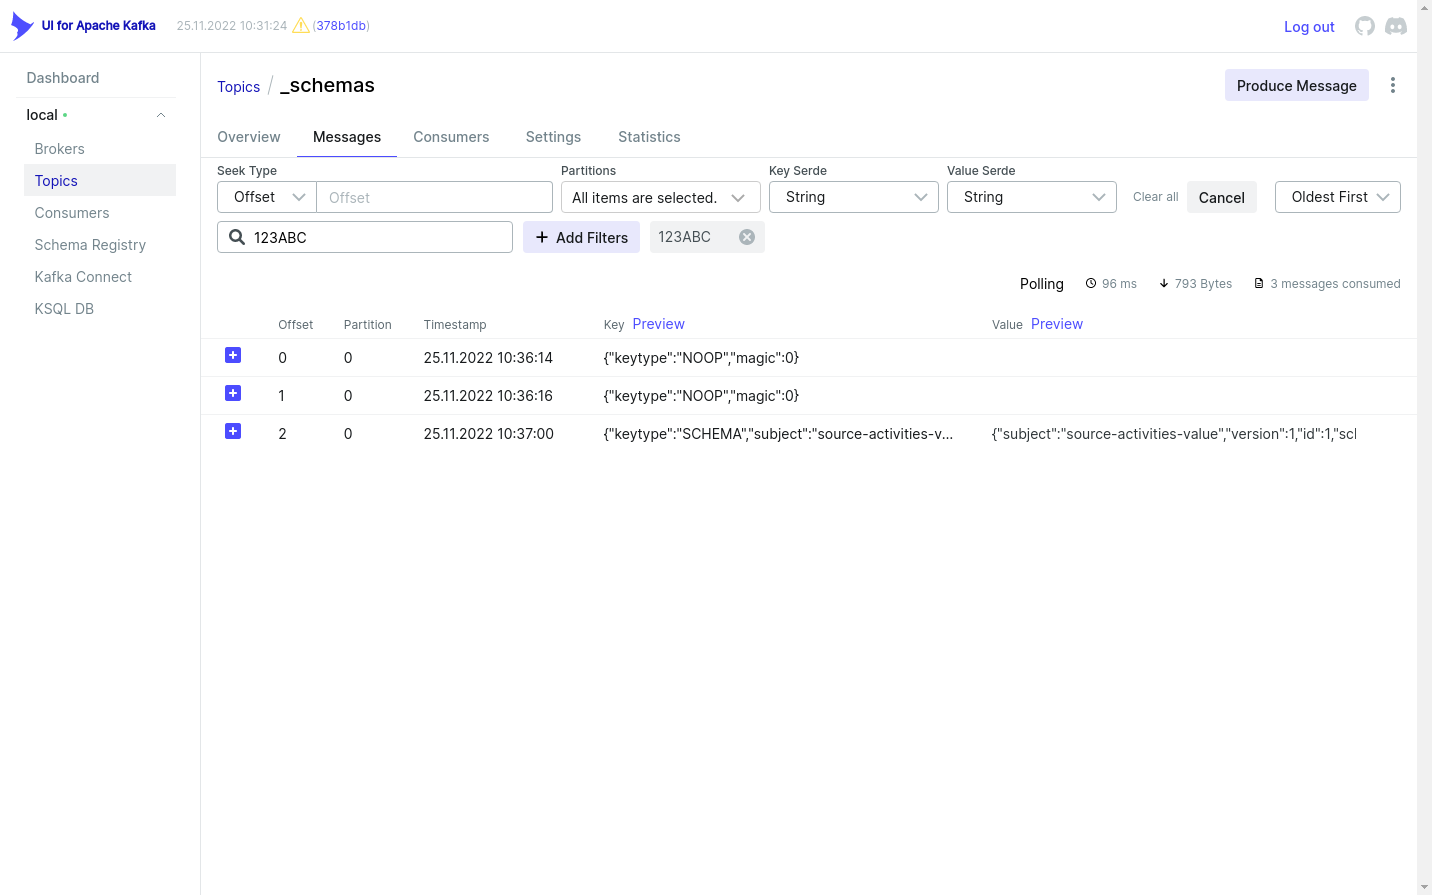 UI for Apache Kafka 25.11.2022 10:31:24 (378b1db) Log out
Dashboard
local
Brokers
Topics
Consumers
Schema Registry
Kafka Connect
KSQL DB
Topics / _schemas Produce Message
Overview Messages Consumers Settings Statistics
Seek Type Partitions Key Serde Value Serde
Offset Offset All items are selected. String String Clear all Cancel Oldest First
123ABC Add Filters 123ABC
Polling 96 ms 793 Bytes 3 messages consumed
Offset Partition Timestamp Key Preview Value Preview
0 0 25.11.2022 10:36:14 {"keytype":"NOOP","magic":0}
1 0 25.11.2022 10:36:16 {"keytype":"NOOP","magic":0}
2 0 25.11.2022 10:37:00 {"keytype":"SCHEMA","subject":"source-activities-v... {"subject":"source-activities-value","version":1,"id":1,"scl